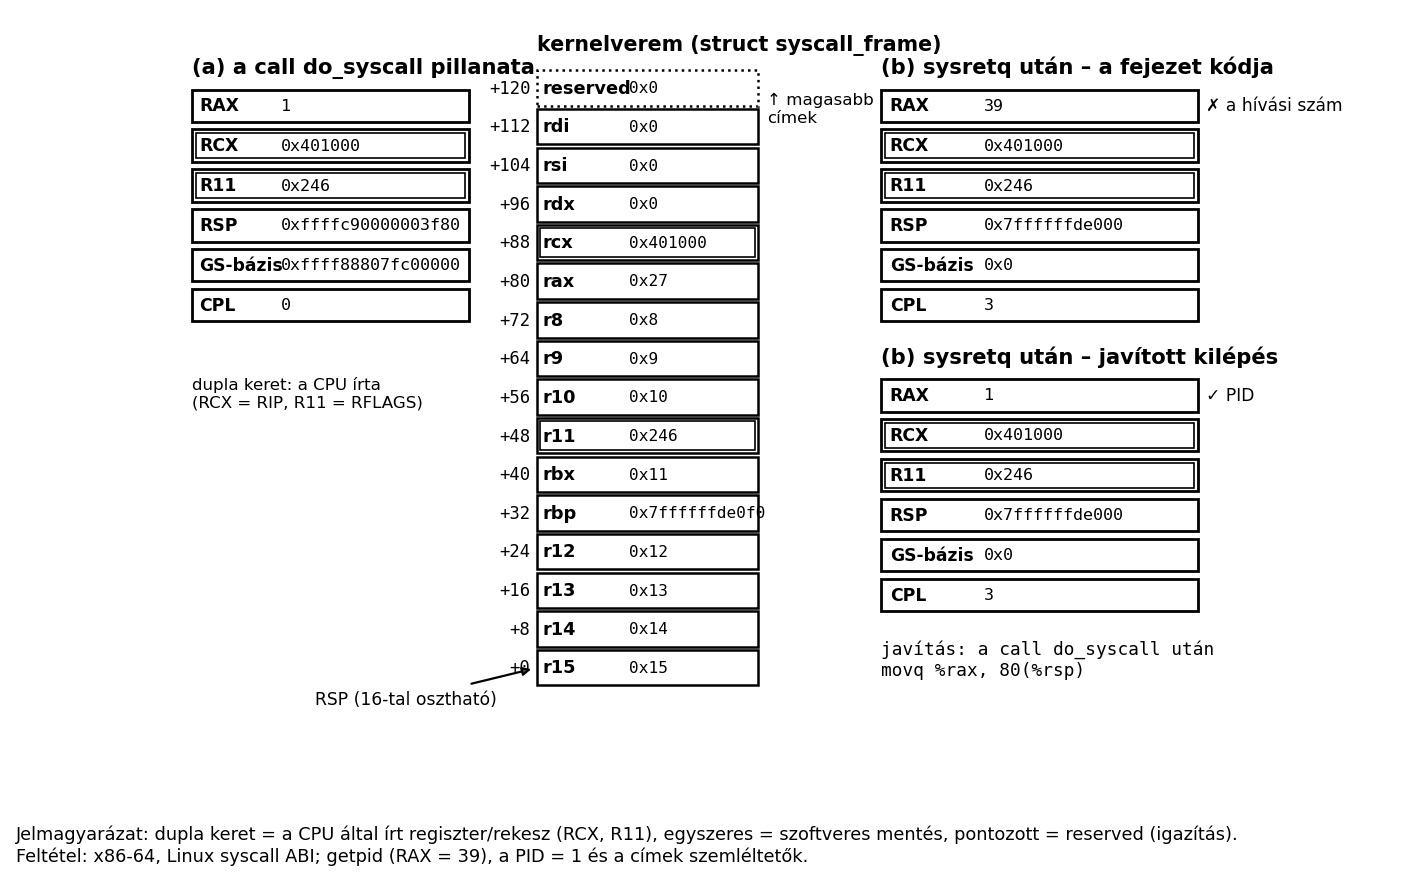 kernelverem (struct syscall_frame)
(a) a call do_syscall pillanata
RAX 1
RCX 0x401000
R11 0x246
RSP 0xffffc90000003f80
GS-bázis 0xffff88807fc00000
CPL 0
dupla keret: a CPU írta
(RCX = RIP, R11 = RFLAGS)
+120 reserved 0x0
+112 rdi 0x0
+104 rsi 0x0
+96 rdx 0x0
+88 rcx 0x401000
+80 rax 0x27
+72 r8 0x8
+64 r9 0x9
+56 r10 0x10
+48 r11 0x246
+40 rbx 0x11
+32 rbp 0x7ffffffde0f0
+24 r12 0x12
+16 r13 0x13
+8 r14 0x14
+0 r15 0x15
RSP (16-tal osztható)
↑ magasabb
címek
(b) sysretq után – a fejezet kódja
RAX 39 ✗ a hívási szám
RCX 0x401000
R11 0x246
RSP 0x7ffffffde000
GS-bázis 0x0
CPL 3
(b) sysretq után – javított kilépés
RAX 1 ✓ PID
RCX 0x401000
R11 0x246
RSP 0x7ffffffde000
GS-bázis 0x0
CPL 3
javítás: a call do_syscall után
movq %rax, 80(%rsp)
Jelmagyarázat: dupla keret = a CPU által írt regiszter/rekesz (RCX, R11), egyszeres = szoftveres mentés, pontozott = reserved (igazítás).
Feltétel: x86-64, Linux syscall ABI; getpid (RAX = 39), a PID = 1 és a címek szemléltetők.